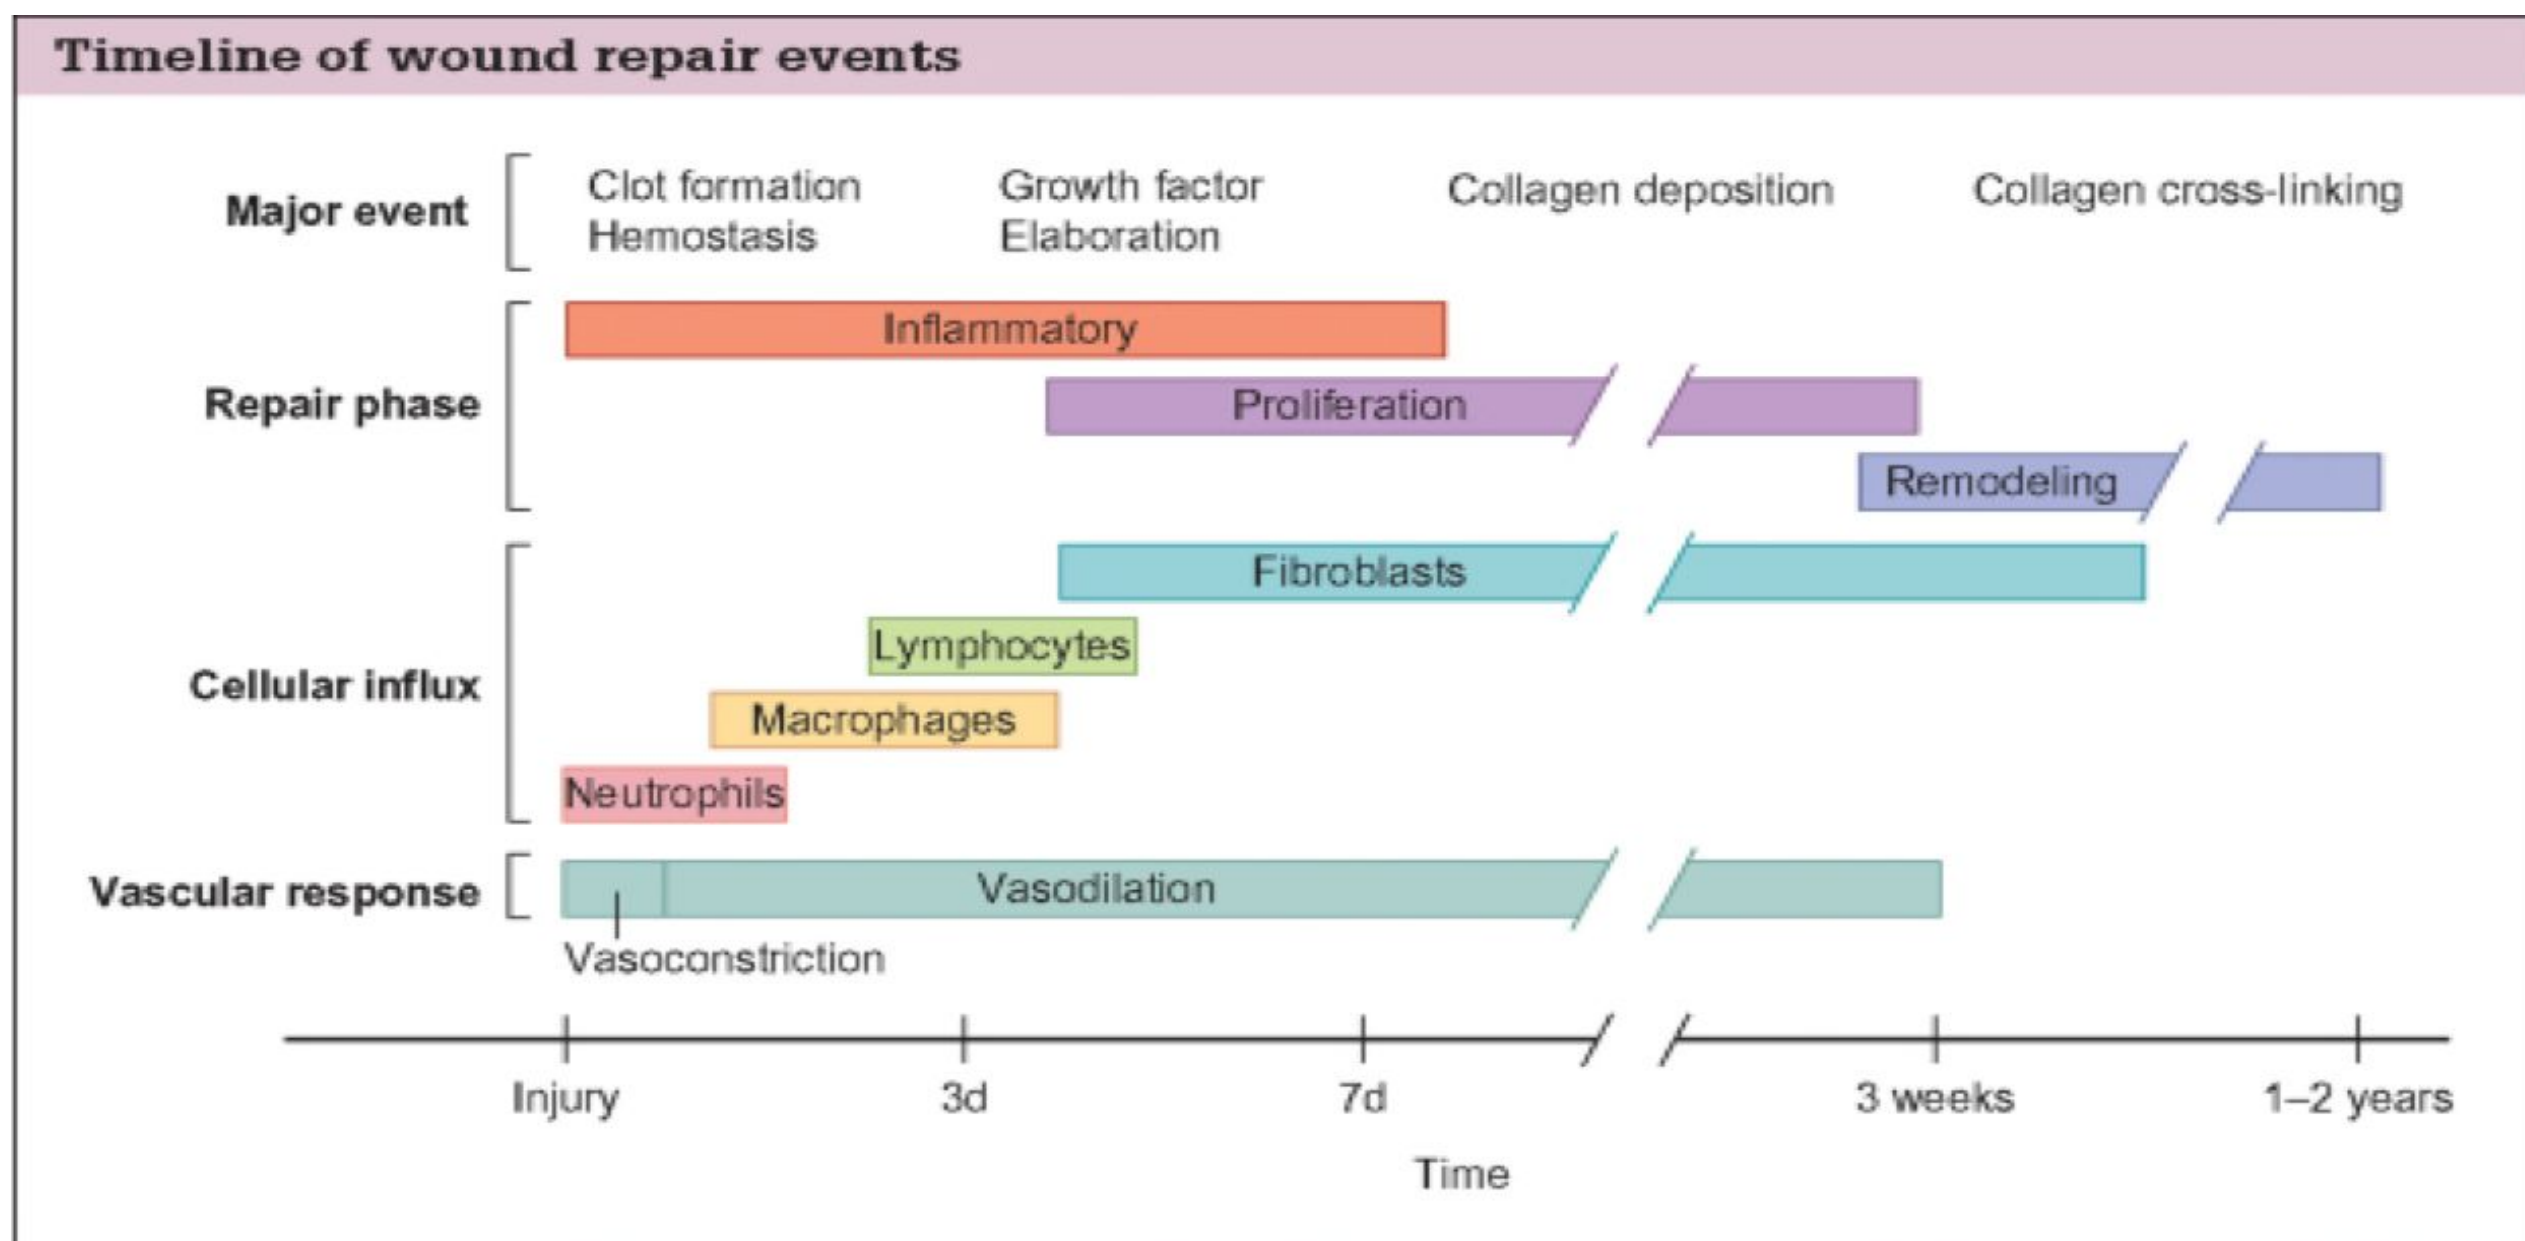 Timeline of wound repair events
Major event
Clot formation
Hemostasis
Growth factor
Elaboration
Collagen deposition
Collagen cross-linking
Repair phase
Inflammatory
Proliferation
Remodeling
Cellular influx
Fibroblasts
Lymphocytes
Macrophages
Neutrophils
Vascular response
Vasodilation
Vasoconstriction
Injury
3d
7d
3 weeks
1–2 years
Time